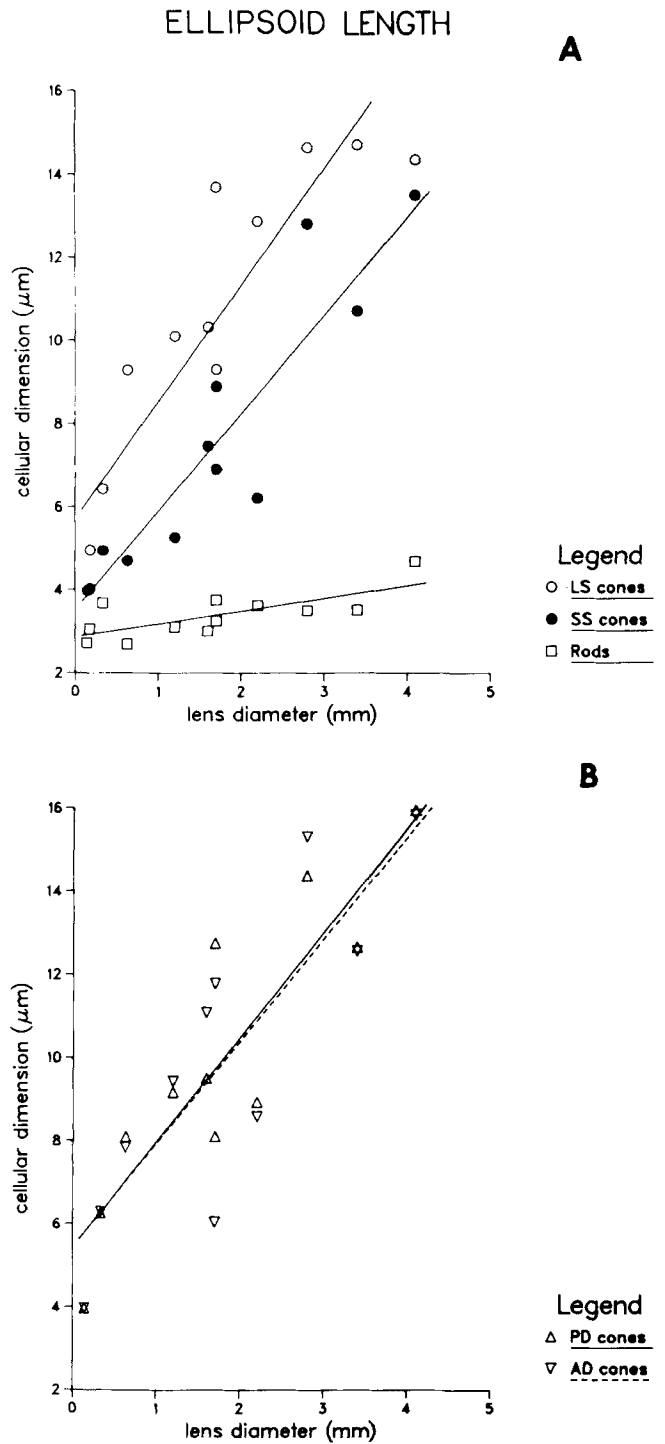 ELLIPSOID LENGTH
A
16
14
12
10
8
6
4
2
cellular dimension (μm)
0 1 2 3 4 5
lens diameter (mm)
Legend
LS cones
SS cones
Rods
B
16
14
12
10
8
6
4
2
cellular dimension (μm)
0 1 2 3 4 5
lens diameter (mm)
Legend
PD cones
AD cones